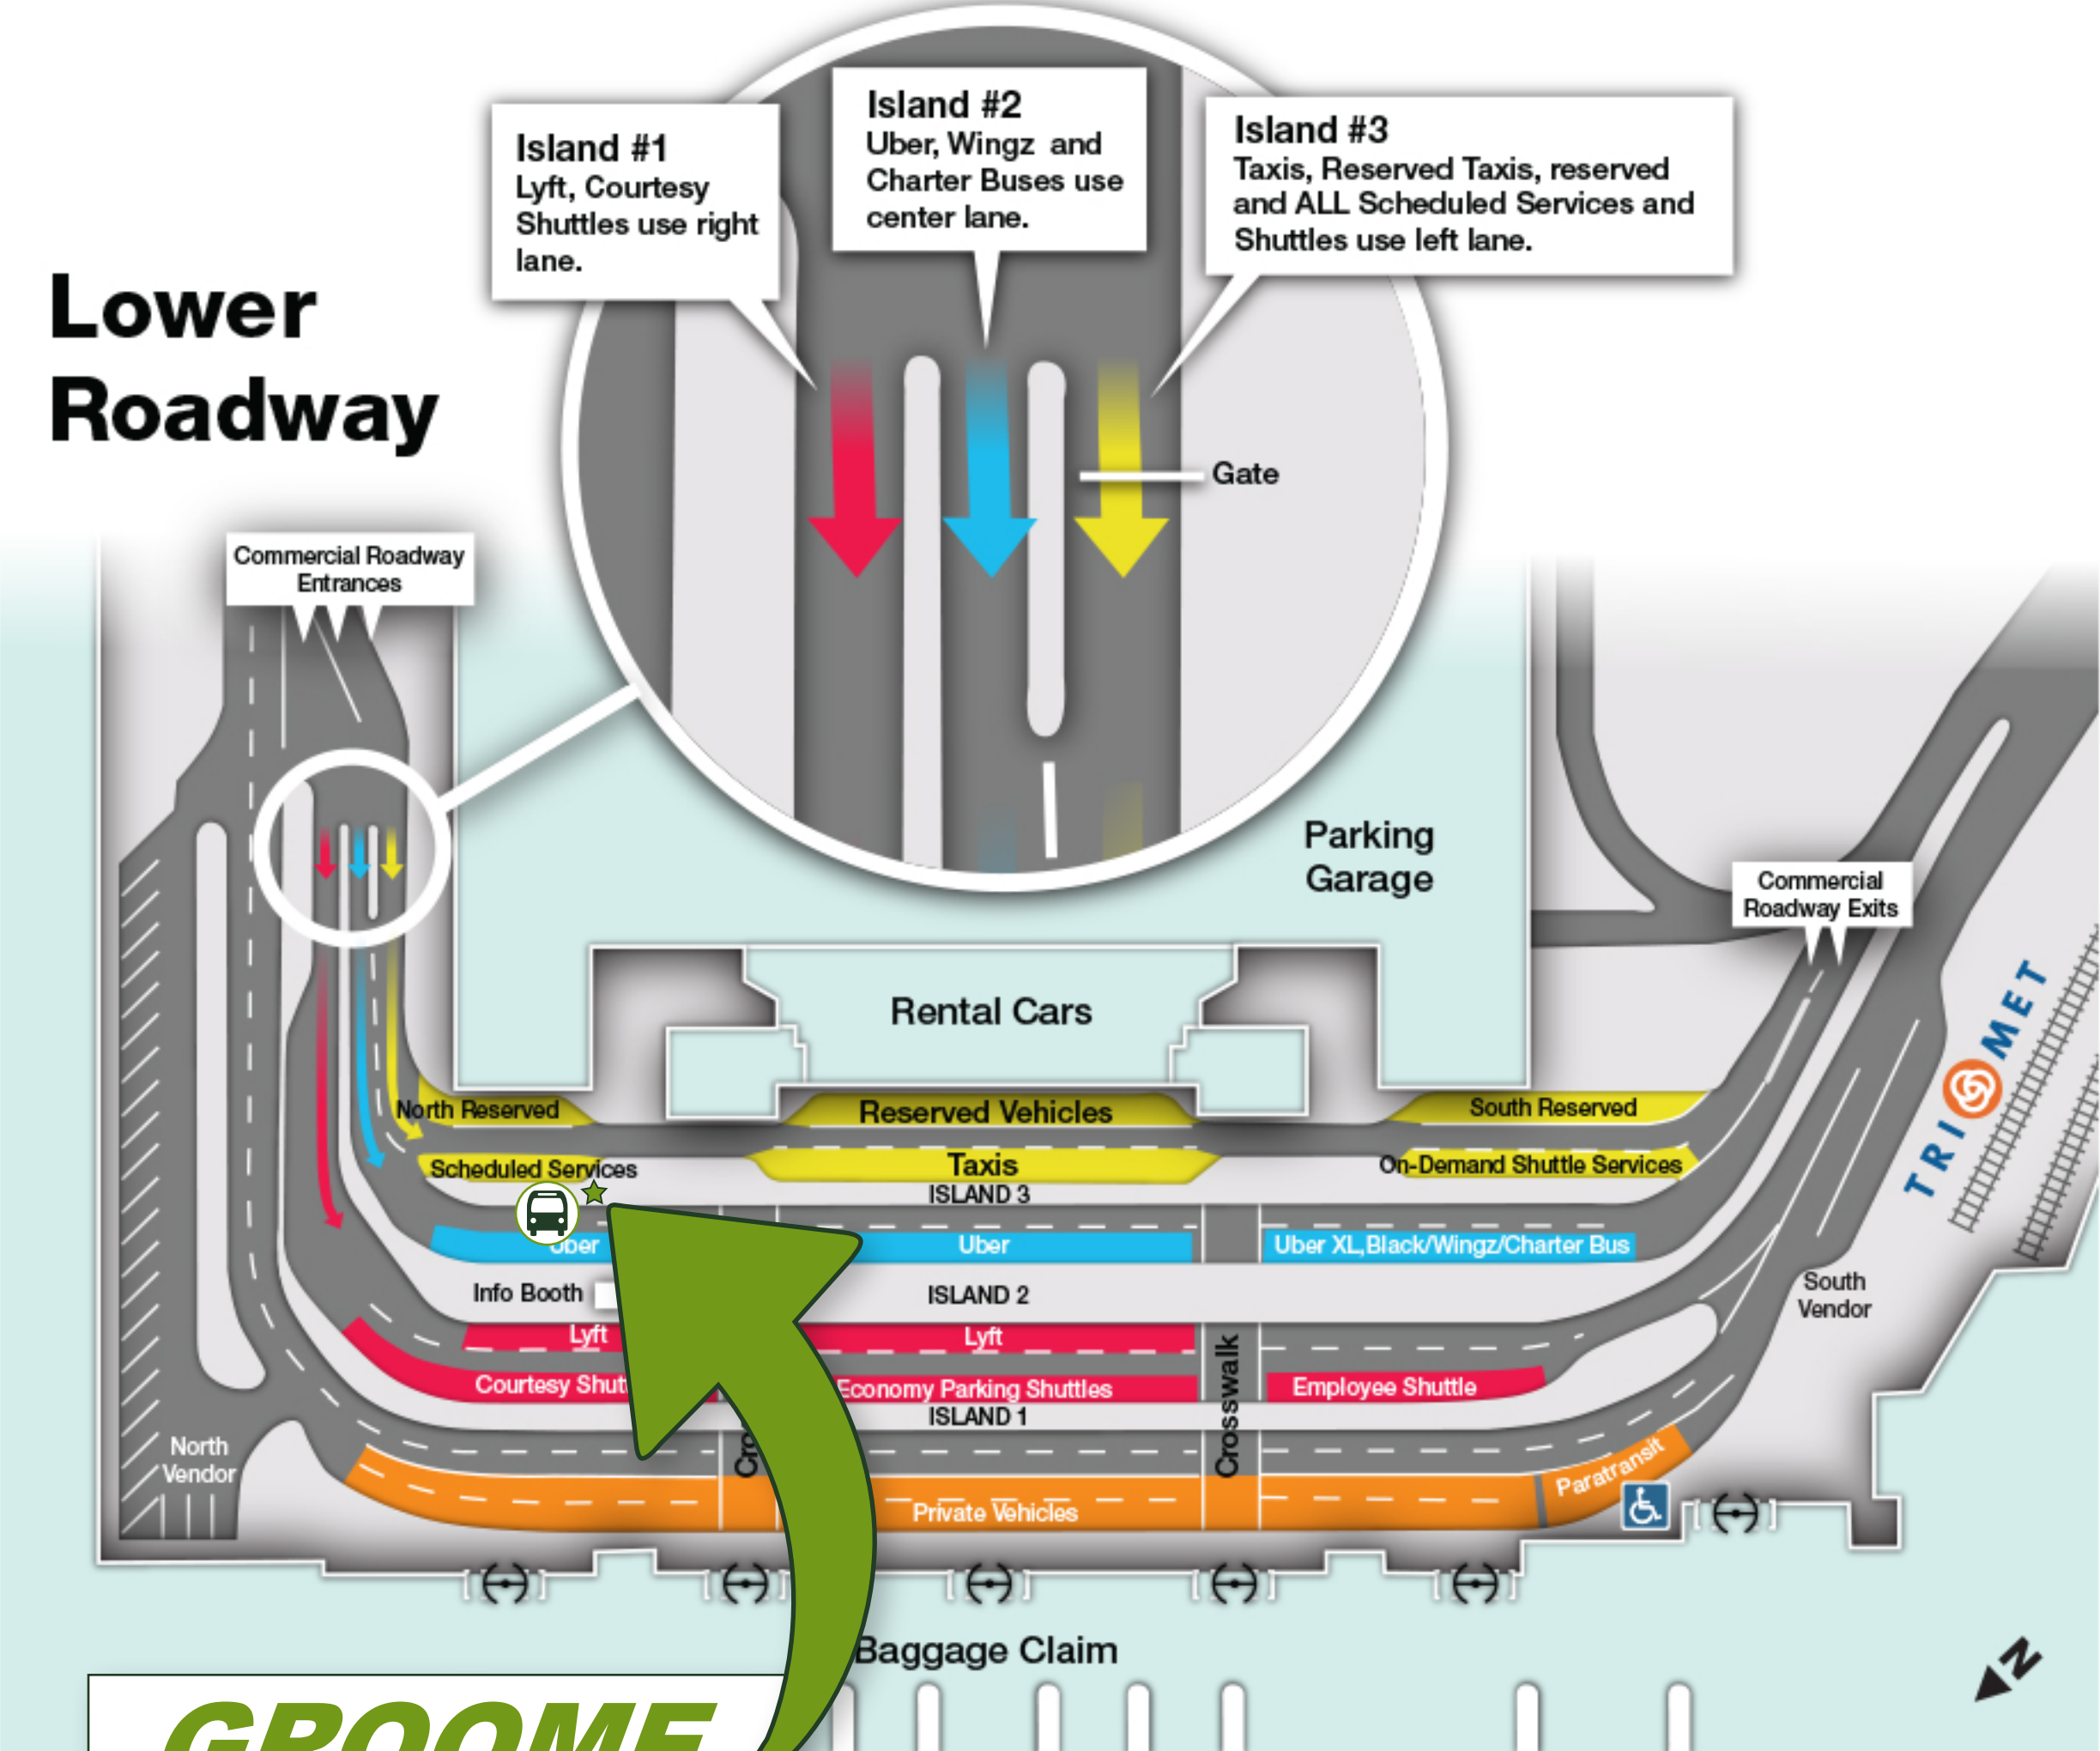 Island #1
Lyft, Courtesy
Shuttles use right
lane.
Island #2
Uber, Wingz and
Charter Buses use
center lane.
Island #3
Taxis, Reserved Taxis, reserved
and ALL Scheduled Services and
Shuttles use left lane.
Lower
Roadway
Gate
Commercial Roadway
Entrances
Parking
Garage
Commercial
Roadway Exits
Rental Cars
TRIMET
North Reserved
Reserved Vehicles
South Reserved
Scheduled Services
Taxis
On-Demand Shuttle Services
ISLAND 3
Uber
Uber
Uber XL,Black/Wingz/Charter Bus
Info Booth
ISLAND 2
South
Vendor
Lyft
Lyft
Crosswalk
Economy Parking Shuttles
Employee Shuttle
Courtesy Shut
ISLAND 1
Cro
North
Vendor
Paratransit
Private Vehicles
Baggage Claim
N
GROOME